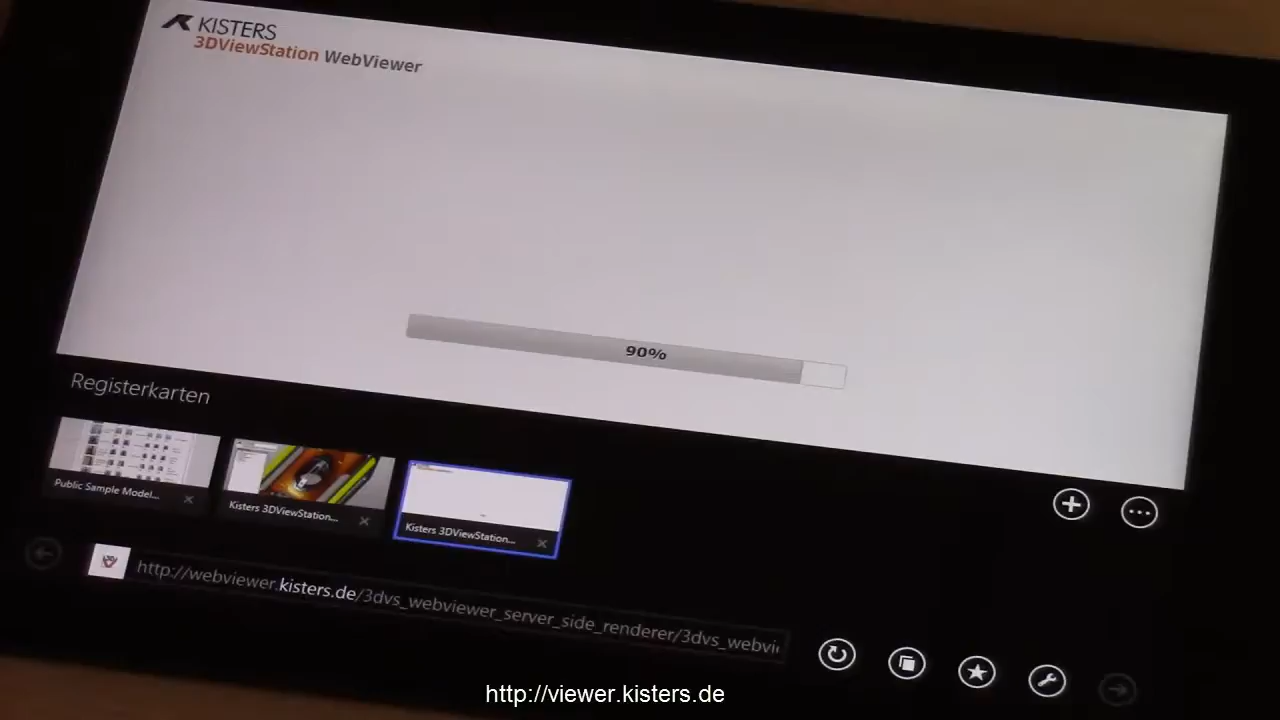 KISTERS
3DViewStation WebViewer
90%
Registerkarten
Public Sample Model...
Kisters 3DViewStation...
Kisters 3DViewStation...
http://webviewer.kisters.de/3dvs_webviewer_server_side_renderer/3dvs_webvie
http://viewer.kisters.de